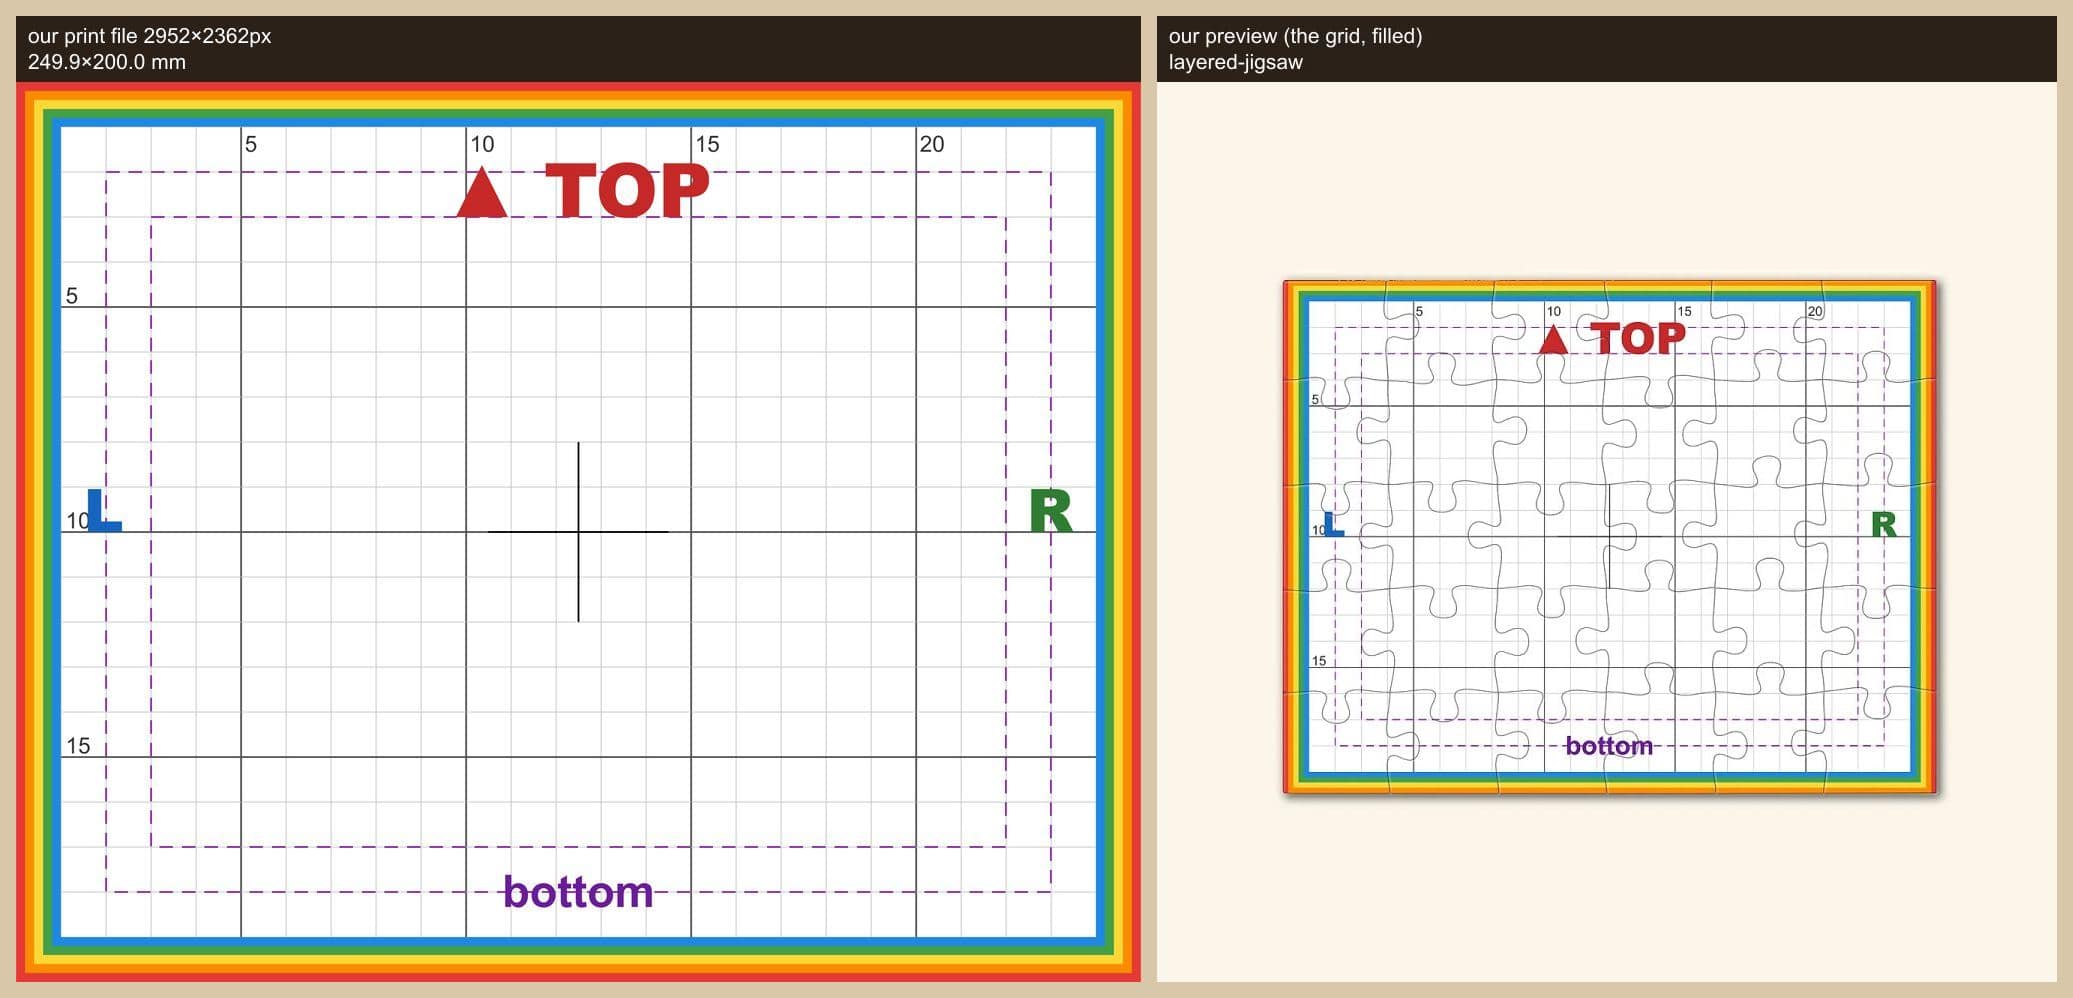 our print file 2952×2362px
249.9×200.0 mm
5
10
15
20
TOP
5
10
L
R
15
bottom
our preview (the grid, filled)
layered-jigsaw
5
10
15
20
TOP
5
10
L
R
15
bottom